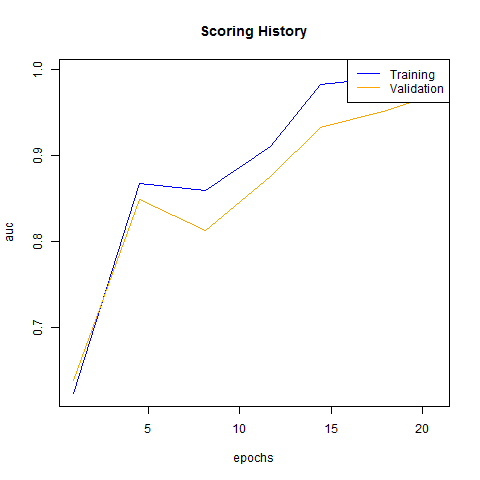 Scoring History
Training
Validation
1.0
0.9
0.8
0.7
auc
5 10 15 20
epochs